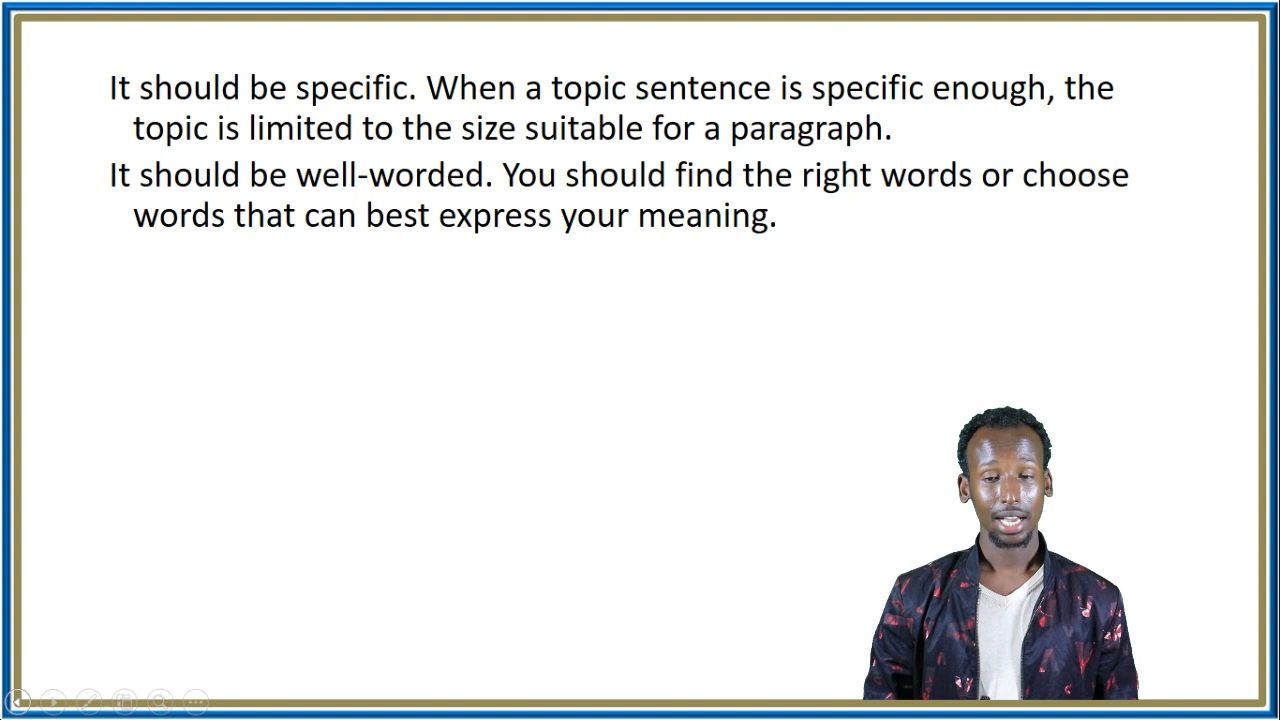 It should be specific. When a topic sentence is specific enough, the
topic is limited to the size suitable for a paragraph.
It should be well-worded. You should find the right words or choose
words that can best express your meaning.